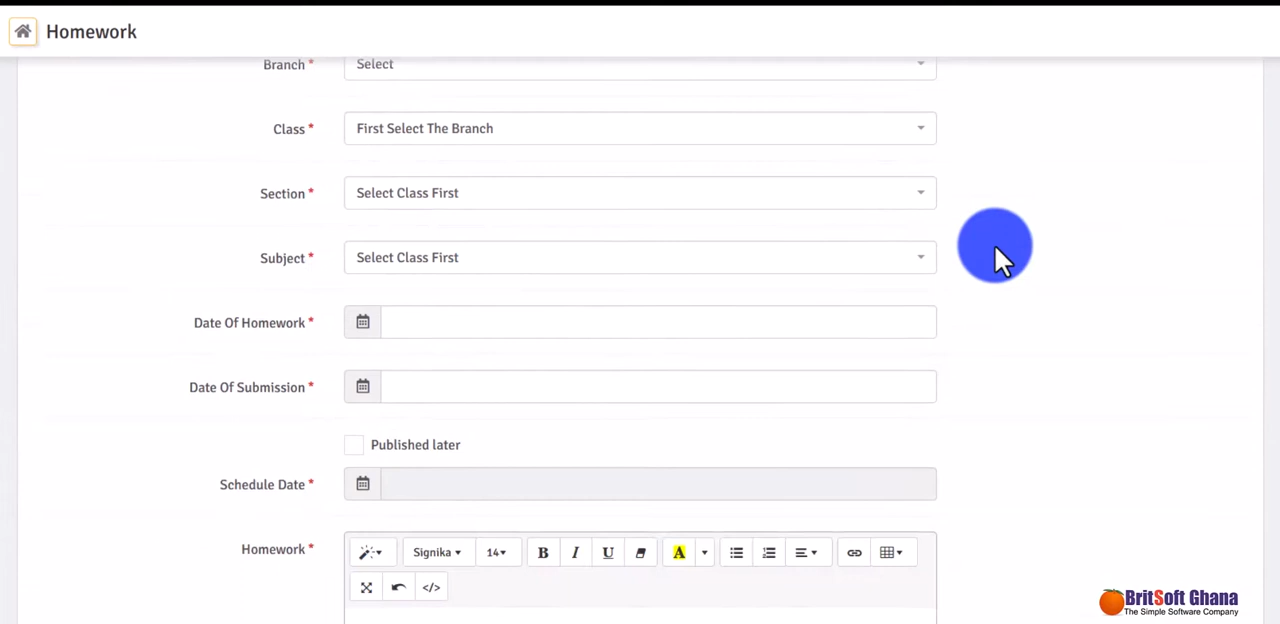 Homework
Branch * Select
Class * First Select The Branch
Section * Select Class First
Subject * Select Class First
Date Of Homework *
Date Of Submission *
Published later
Schedule Date *
Homework * Signika 14 B I U A
</>
BritSoft Ghana
The Simple Software Company